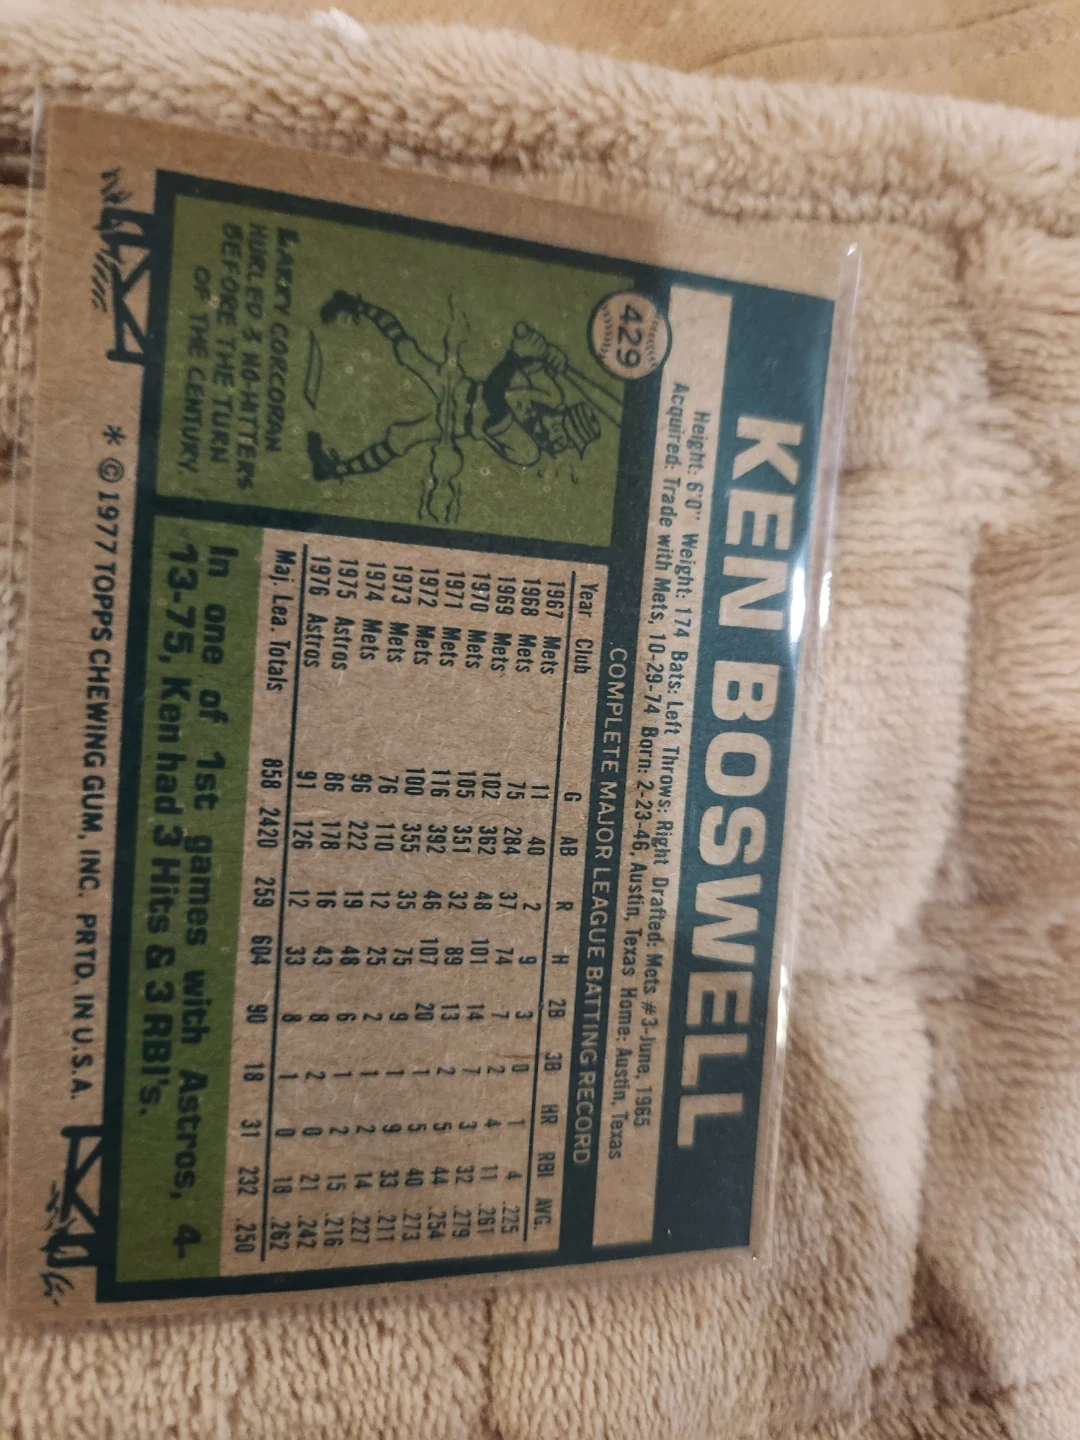 KEN BOSWELL
429
Height: 6'0" Weight: 174 Bats: Left Throws: Right Drafted: Mets #3-June, 1965
Acquired: Trade with Mets, 10-29-74 Born: 2-23-46, Austin, Texas Home: Austin, Texas
COMPLETE MAJOR LEAGUE BATTING RECORD
Year Club G AB R H 2B 3B HR RBI AVG.
1967 Mets 11 40 2 9 3 0 1 4 .225
1968 Mets 75 284 37 74 7 2 4 11 .261
1969 Mets 102 362 48 101 14 7 3 32 .279
1970 Mets 105 351 32 89 13 2 5 44 .254
1971 Mets 116 392 46 107 20 1 5 40 .273
1972 Mets 100 355 35 75 9 1 9 33 .211
1973 Mets 76 110 12 25 2 1 2 14 .227
1974 Mets 96 222 19 48 6 1 2 15 .216
1975 Astros 86 178 16 43 8 2 0 21 .242
1976 Astros 91 126 12 33 8 1 0 18 .262
Maj. Lea. Totals 858 2420 259 604 90 18 31 232 .250
LARRY CORCORAN
HURLED 3 NO-HITTERS
BEFORE THE TURN
OF THE CENTURY.
In one of 1st games with Astros, 4-
13-75, Ken had 3 Hits & 3 RBI's.
* © 1977 TOPPS CHEWING GUM, INC. PRTD. IN U.S.A.